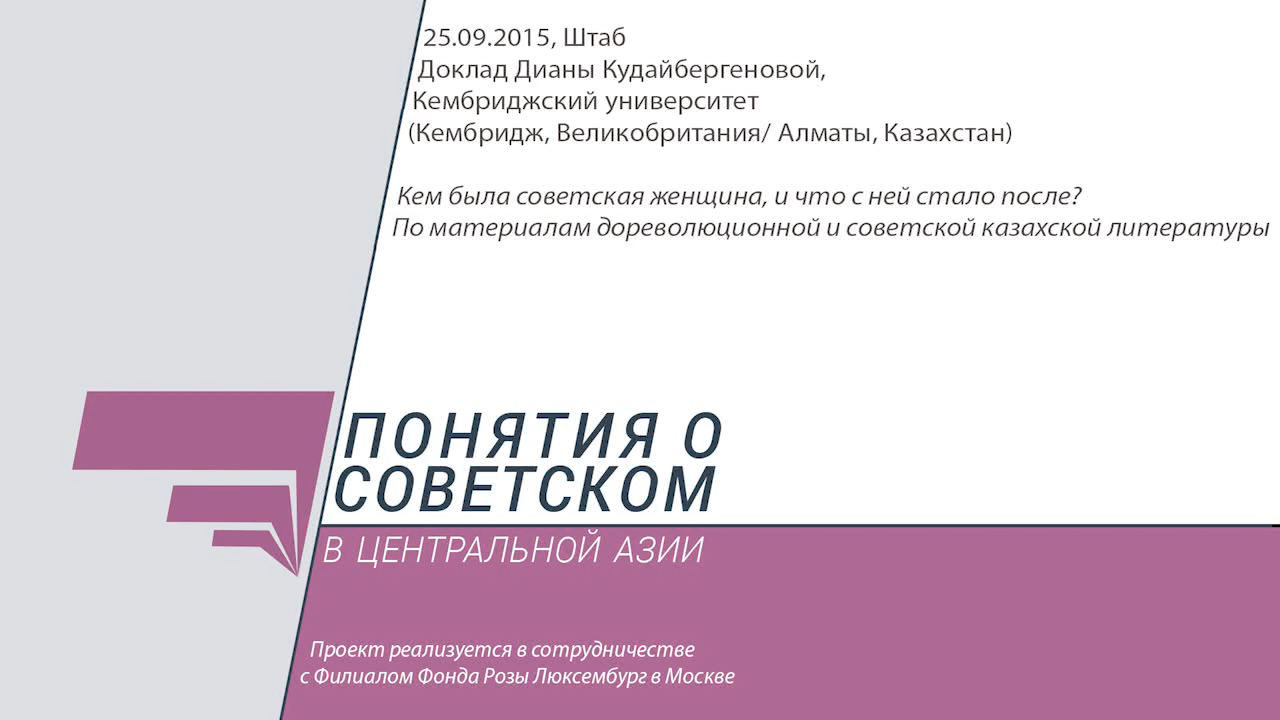 25.09.2015, Штаб
Доклад Дианы Кудайбергеновой,
Кембриджский университет
(Кембридж, Великобритания/ Алматы, Казахстан)
Кем была советская женщина, и что с ней стало после?
По материалам дореволюционной и советской казахской литературы
ПОНЯТИЯ О
СОВЕТСКОМ
В ЦЕНТРАЛЬНОЙ АЗИИ
Проект реализуется в сотрудничестве
с Филиалом Фонда Розы Люксембург в Москве